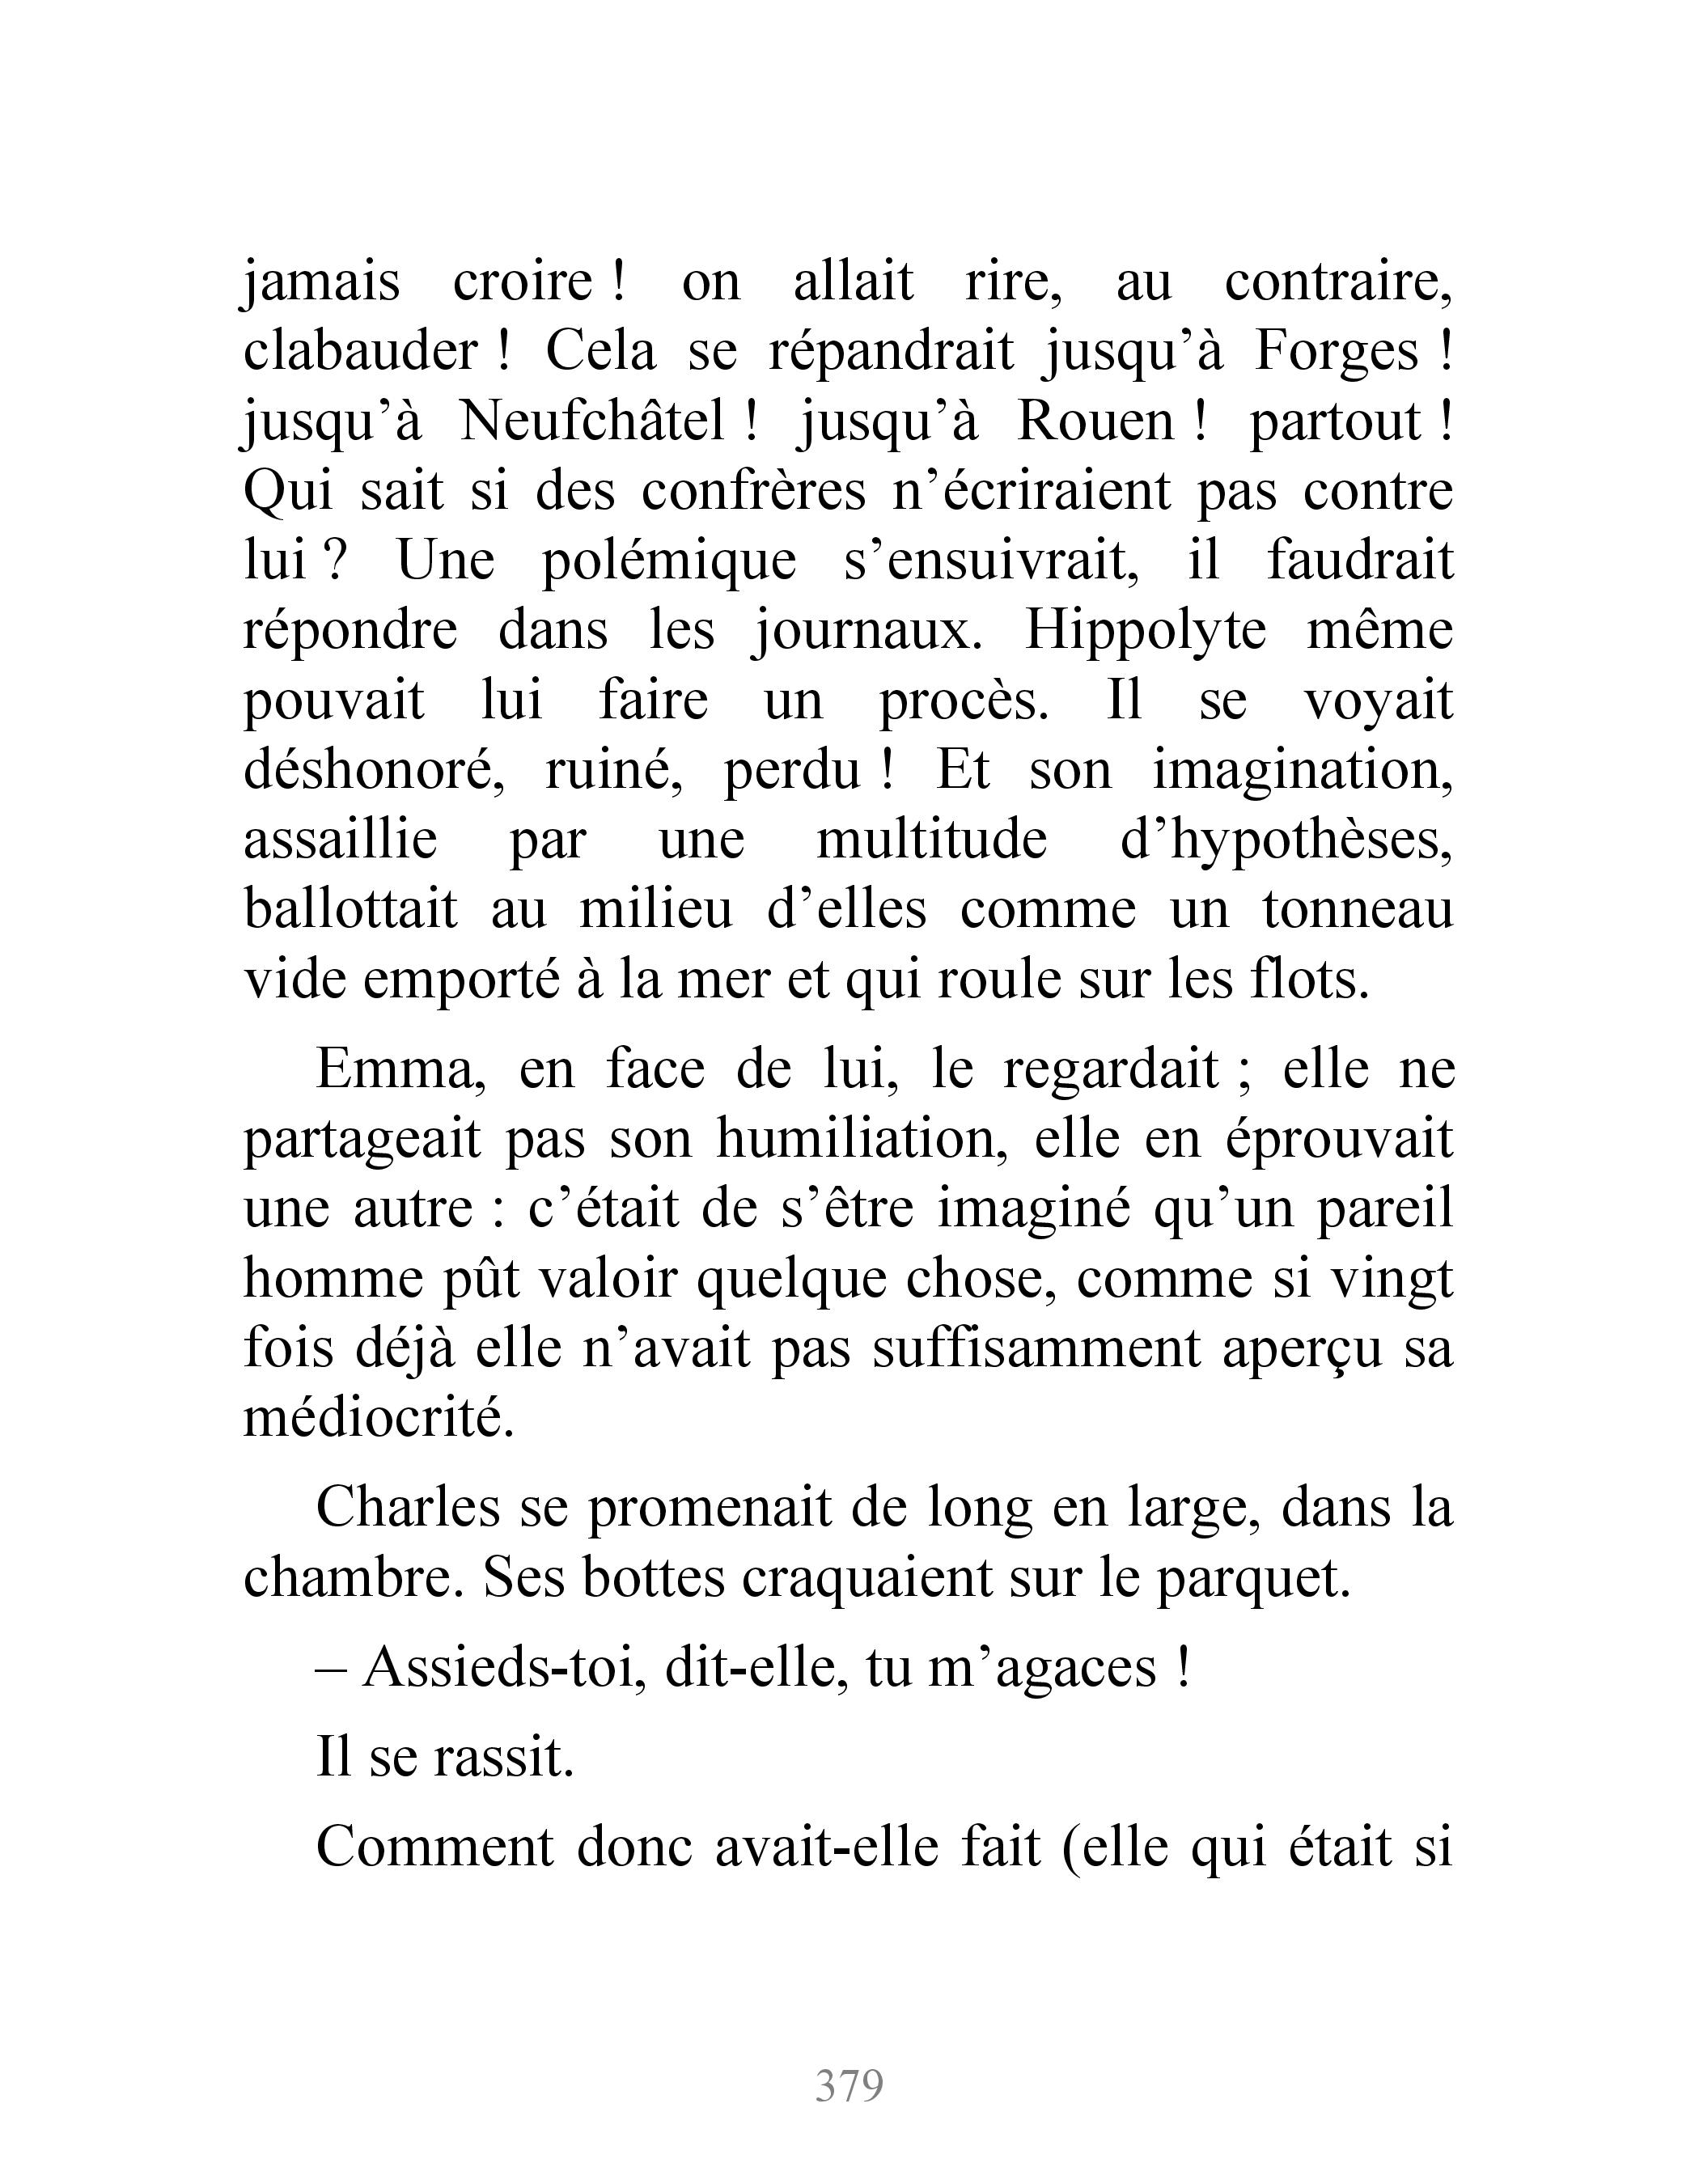 jamais croire ! on allait rire, au contraire,
clabauder ! Cela se répandrait jusqu’à Forges !
jusqu’à Neufchâtel ! jusqu’à Rouen ! partout !
Qui sait si des confrères n’écriraient pas contre
lui ? Une polémique s’ensuivrait, il faudrait
répondre dans les journaux. Hippolyte même
pouvait lui faire un procès. Il se voyait
déshonoré, ruiné, perdu ! Et son imagination,
assaillie par une multitude d’hypothèses,
ballottait au milieu d’elles comme un tonneau
vide emporté à la mer et qui roule sur les flots.
Emma, en face de lui, le regardait ; elle ne
partageait pas son humiliation, elle en éprouvait
une autre : c’était de s’être imaginé qu’un pareil
homme pût valoir quelque chose, comme si vingt
fois déjà elle n’avait pas suffisamment aperçu sa
médiocrité.
Charles se promenait de long en large, dans la
chambre. Ses bottes craquaient sur le parquet.
– Assieds-toi, dit-elle, tu m’agaces !
Il se rassit.
Comment donc avait-elle fait (elle qui était si
379